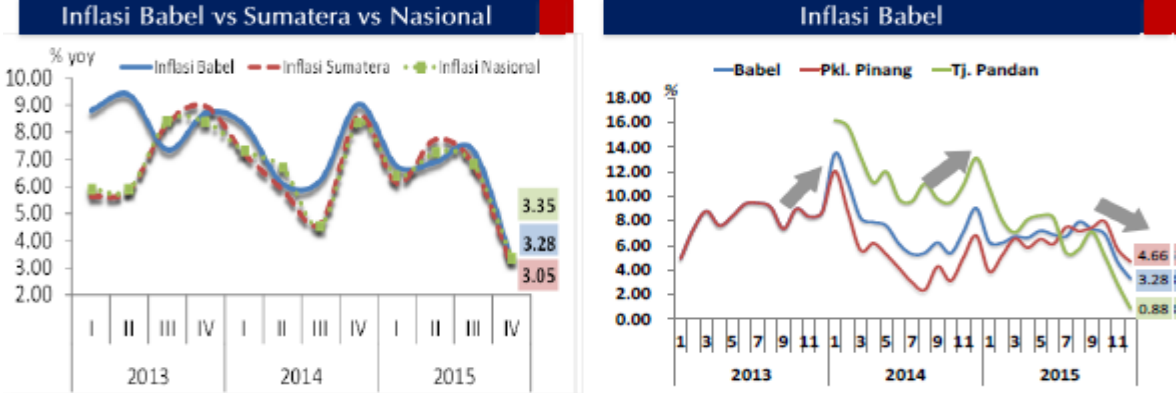 Inflasi Babel vs Sumatera vs Nasional
% yoy
Inflasi Babel Inflasi Sumatera Inflasi Nasional
10.00
9.00
8.00
7.00
6.00
5.00
4.00
3.00
2.00
3.35
3.28
3.05
I II III IV I II III IV I II III IV
2013 2014 2015
Inflasi Babel
Babel Pkl. Pinang Tj. Pandan
%
18.00
16.00
14.00
12.00
10.00
8.00
6.00
4.00
2.00
0.00
4.66
3.28
0.88
1 3 5 7 9 11 1 3 5 7 9 11 1 3 5 7 9 11
2013 2014 2015